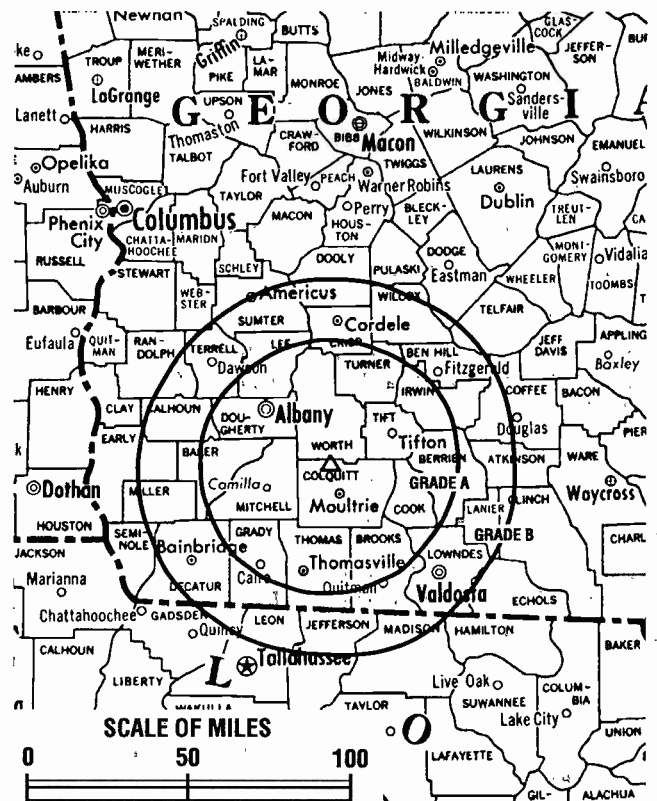 Newnan
SPALDING
Griffin
BUTTS
GLAS-
COCK
JEFFER-
SON
AMBERS
TROUP
MERI-
WETHER
PIKE
LA-
MAR
MONROE
JONES
Midway-
Hardwick
Milledgeville
BALDWIN
WASHINGTON
Sanders-
ville
LaGrange
Lanett
HARRIS
UPSON
Thomaston
TALBOT
GEORGI
CRAW-
FORD
BIBB
Macon
WILKINSON
JOHNSON
EMANUEL
Opelika
Auburn
MUSCOGLE
TAYLOR
Fort Valley
PEACH
TWIGGS
Warner Robins
LAURENS
Dublin
Swainsboro
Phenix
City
Columbus
CHATTA-
HOOCHEE
MARION
MACON
Perry
HOUS-
TON
BLECK-
LEY
TREUT-
LEN
RUSSELL
STEWART
SCHLEY
DOOLY
PULASKI
DODGE
Eastman
MONT-
GOMERY
Vidalia
WHEELER
TOOMBS
BARBOUR
WEB-
STER
Americus
SUMTER
Cordele
CRISP
WILCOX
TELFAIR
Eufaula
QUIT-
MAN
RAN-
DOLPH
TERRELL
Dawson
LEE
TURNER
BEN HILL
Fitzgerald
IRWIN
JEFF
DAVIS
APPLING
Baxley
HENRY
CLAY
CALHOUN
DOU-
GHERTY
Albany
WORTH
TIFT
Tifton
COFFEE
Douglas
BACON
EARLY
BAKER
Camilla
MITCHELL
COLQUITT
Moultrie
BERRIEN
GRADE A
ATKINSON
WARE
Waycross
Dothan
HOUSTON
MILLER
COOK
LANIER
CLINCH
GRADE B
JACKSON
SEMI-
NOLE
Bainbridge
DECATUR
GRADY
Cairo
THOMAS
Thomasville
BROOKS
Quitman
LOWNDES
Valdosta
ECHOLS
CHARL
Marianna
Chattahoochee
GADSDEN
Quincy
LEON
JEFFERSON
MADISON
HAMILTON
BAKER
CALHOUN
LIBERTY
L
Tallahassee
WAKULLA
TAYLOR
Live Oak
SUWANNEE
COLUM-
BIA
Lake City
UNION
O
LAFAYETTE
GIL-
ALACHUA
SCALE OF MILES
0 50 100